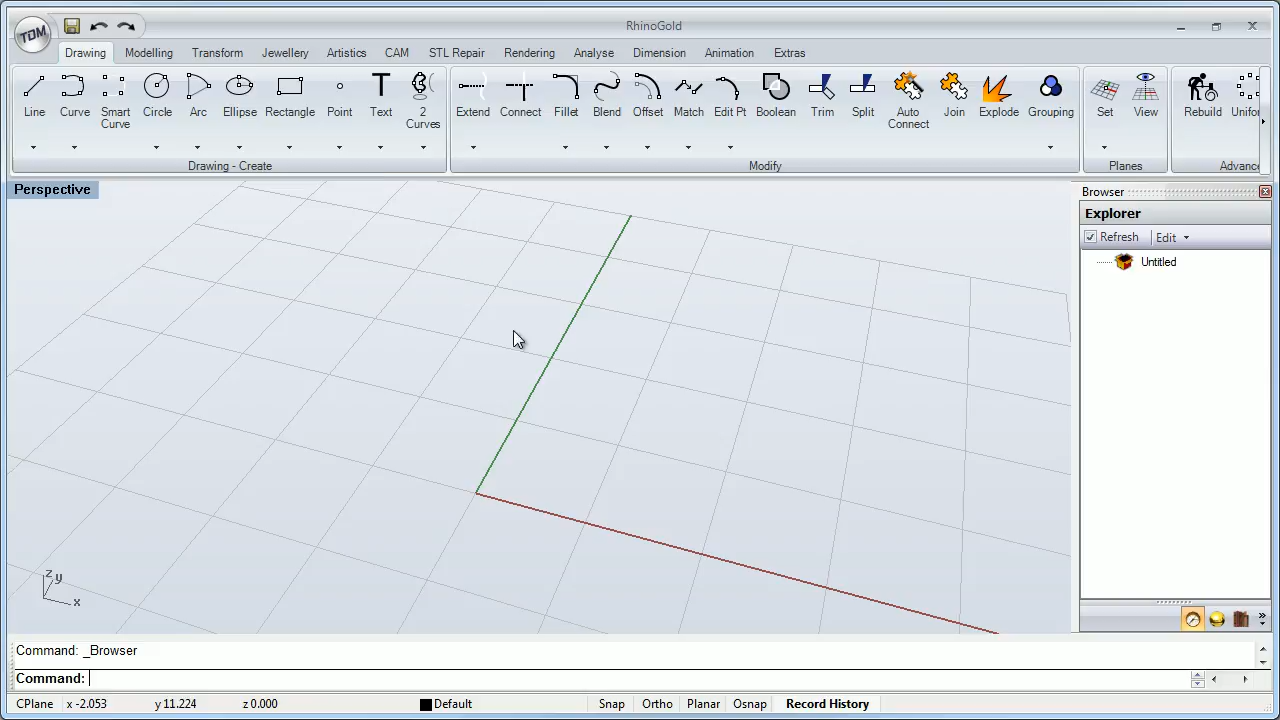 TDM
RhinoGold
Drawing Modelling Transform Jewellery Artistics CAM STL Repair Rendering Analyse Dimension Animation Extras
Line Curve Smart Curve Circle Arc Ellipse Rectangle Point Text 2 Curves
Extend Connect Fillet Blend Offset Match Edit Pt Boolean Trim Split Auto Connect Join Explode Grouping
Set View
Rebuild
Drawing - Create Modify Planes
Perspective
Browser
Explorer
Refresh Edit
Untitled
z y x
Command: _Browser
Command:
CPlane x -2.053 y 11.224 z 0.000 Default Snap Ortho Planar Osnap Record History